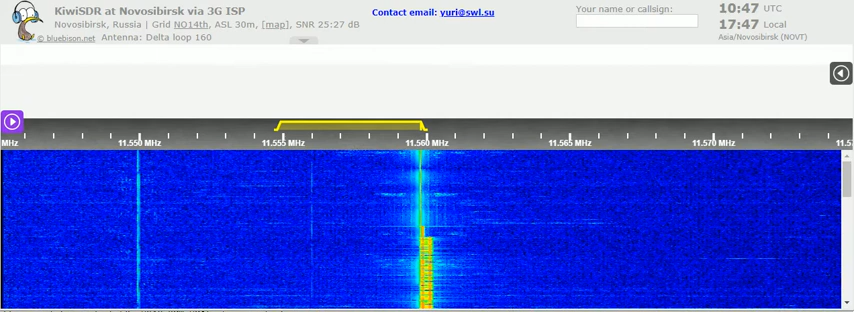 KiwiSDR at Novosibirsk via 3G ISP
Novosibirsk, Russia | Grid NO14th, ASL 30m, [map], SNR 25:27 dB
© bluebison.net Antenna: Delta loop 160
Contact email: yuri@swl.su
Your name or callsign:
10:47 UTC
17:47 Local
Asia/Novosibirsk (NOVT)
MHz 11.550 MHz 11.555 MHz 11.560 MHz 11.565 MHz 11.570 MHz 11.57